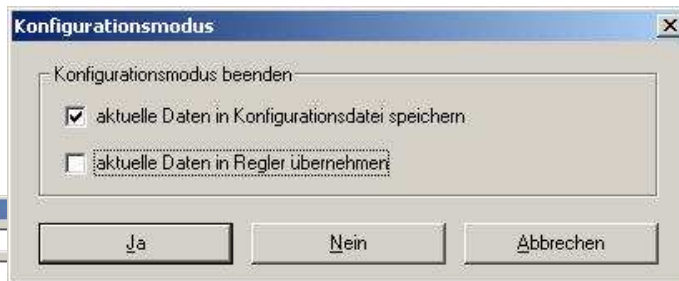 Konfigurationsmodus
Konfigurationsmodus beenden
aktuelle Daten in Konfigurationsdatei speichern
aktuelle Daten in Regler übernehmen
Ja
Nein
Abbrechen